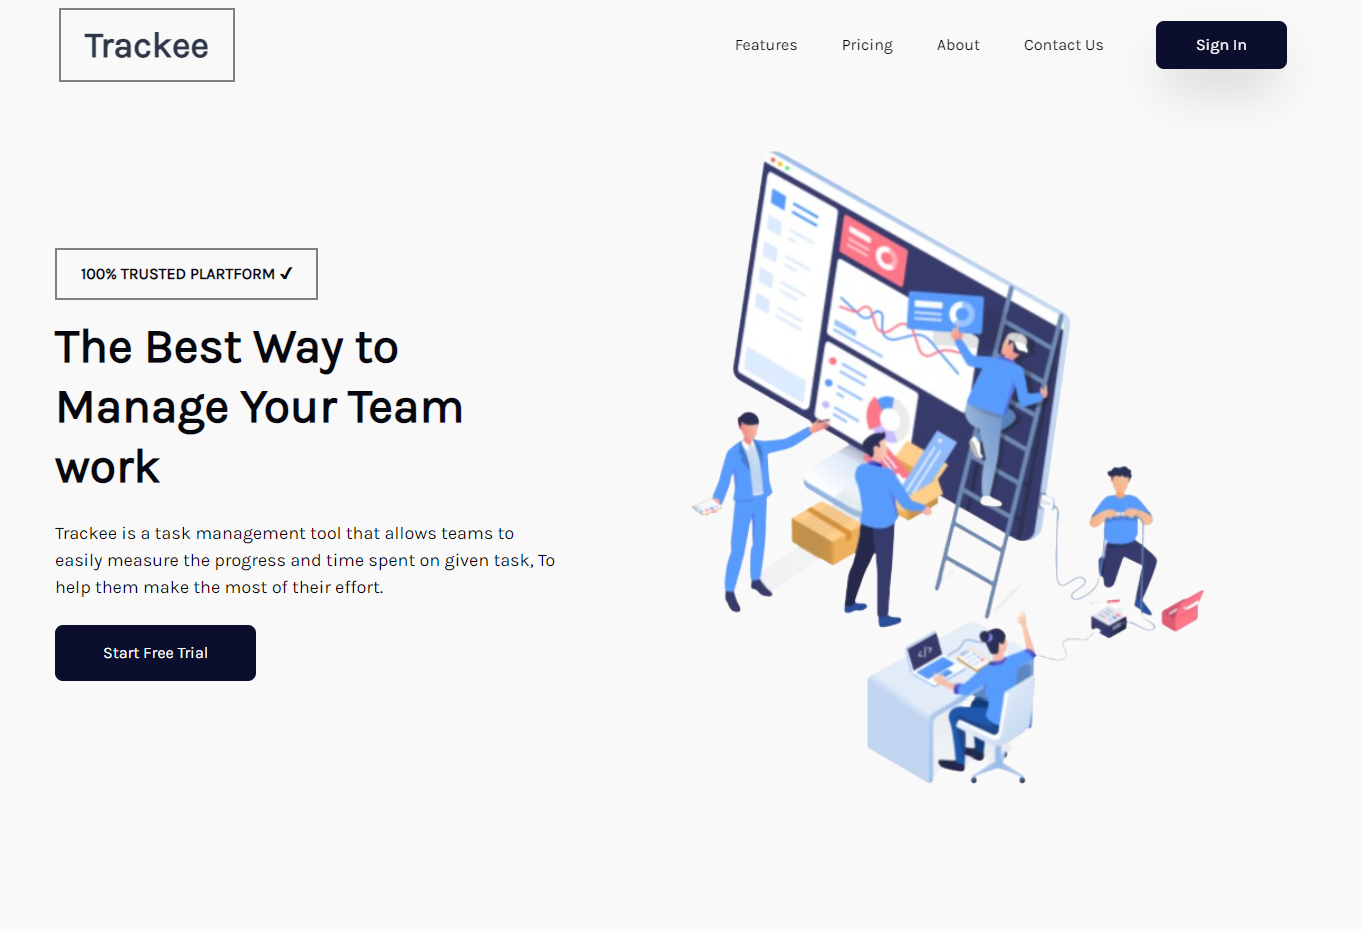 Trackee
Features Pricing About Contact Us Sign In
100% TRUSTED PLARTFORM ✔
The Best Way to
Manage Your Team
work
Trackee is a task management tool that allows teams to
easily measure the progress and time spent on given task, To
help them make the most of their effort.
Start Free Trial
</>